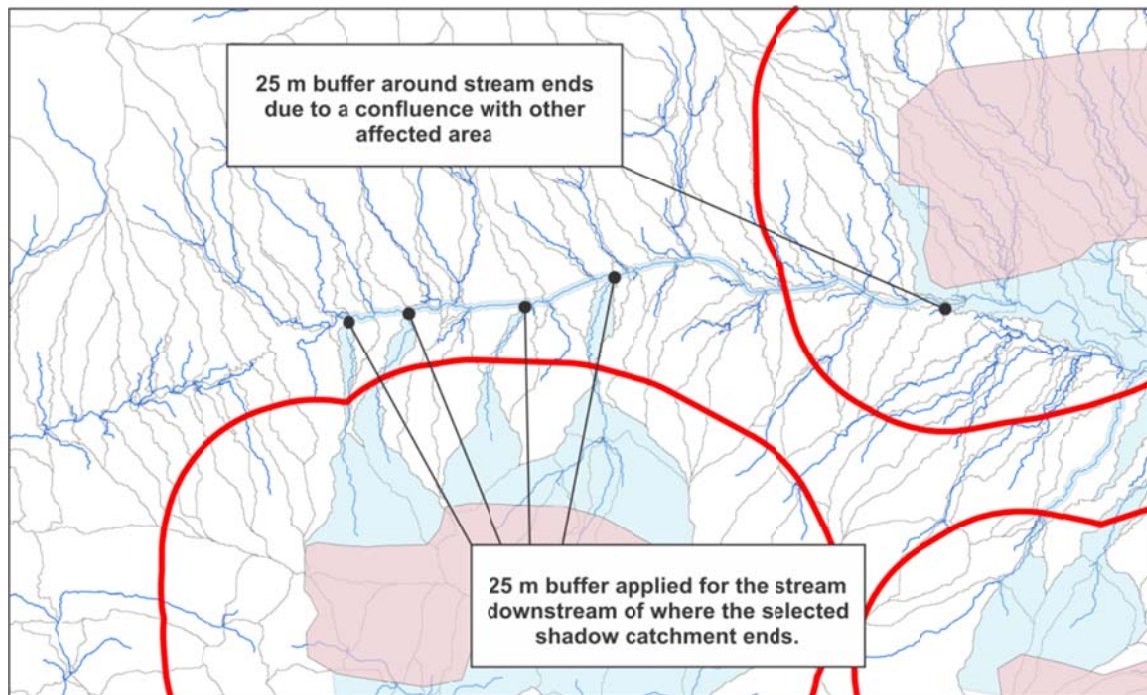 25 m buffer around stream ends
due to a confluence with other
affected area
25 m buffer applied for the stream
downstream of where the selected
shadow catchment ends.